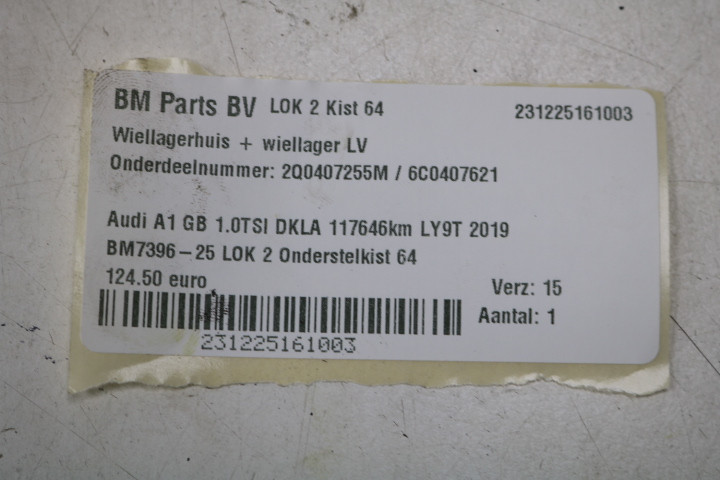 BM Parts BV LOK 2 Kist 64 231225161003
Wiellagerhuis + wiellager LV
Onderdeelnummer: 2Q0407255M / 6C0407621
Audi A1 GB 1.0TSI DKLA 117646km LY9T 2019
BM7396-25 LOK 2 Onderstelkist 64
124.50 euro Verz: 15
Aantal: 1
231225161003